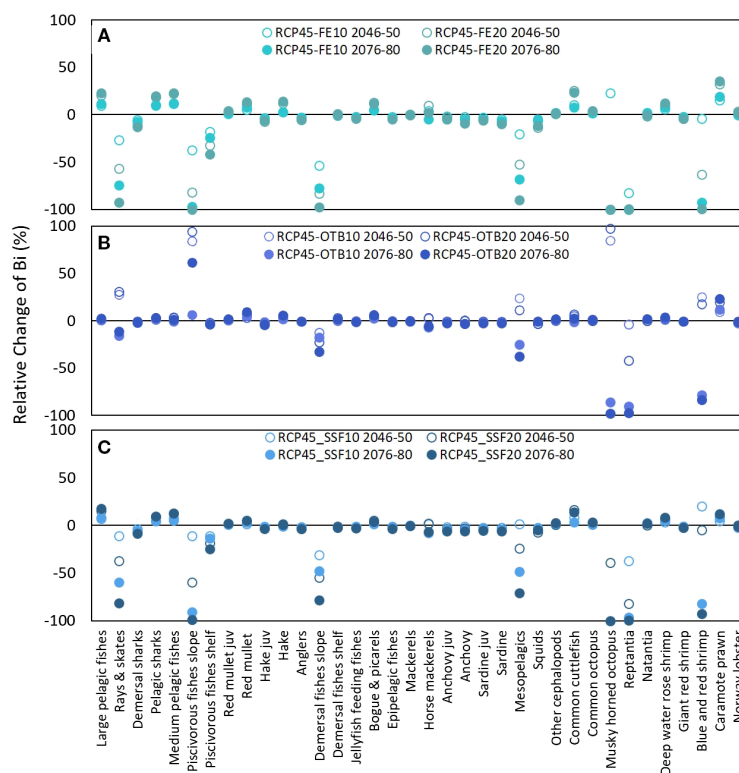 Relative Change of Bi (%)
A
RCP45-FE10 2046-50
RCP45-FE20 2046-50
RCP45-FE10 2076-80
RCP45-FE20 2076-80
100
50
0
-50
-100
B
RCP45-OTB10 2046-50
RCP45-OTB20 2046-50
RCP45-OTB10 2076-80
RCP45-OTB20 2076-80
100
50
0
-50
-100
C
RCP45_SSF10 2046-50
RCP45_SSF20 2046-50
RCP45_SSF10 2076-80
RCP45_SSF20 2076-80
100
50
0
-50
-100
Large pelagic fishes
Rays & skates
Demersal sharks
Pelagic sharks
Medium pelagic fishes
Piscivorous fishes slope
Piscivorous fishes shelf
Red mullet juv
Red mullet
Hake juv
Hake
Anglers
Demersal fishes slope
Demersal fishes shelf
Jellyfish feeding fishes
Bogue & picarels
Epipelagic fishes
Mackerels
Horse mackerels
Anchovy juv
Anchovy
Sardine juv
Sardine
Mesopelagics
Squids
Other cephalopods
Common cuttlefish
Common octopus
Musky horned octopus
Reptantia
Natantia
Deep water rose shrimp
Giant red shrimp
Blue and red shrimp
Caramote prawn
Norway lobster